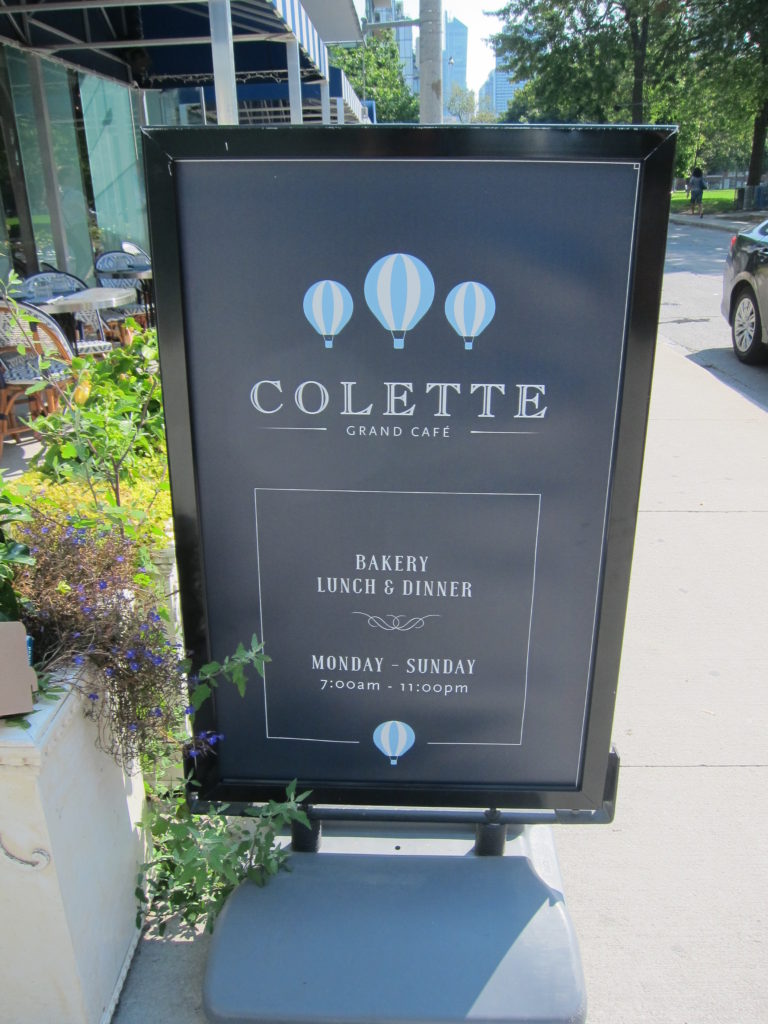 COLETTE
GRAND CAFÉ
BAKERY
LUNCH & DINNER
MONDAY - SUNDAY
7:00am - 11:00pm